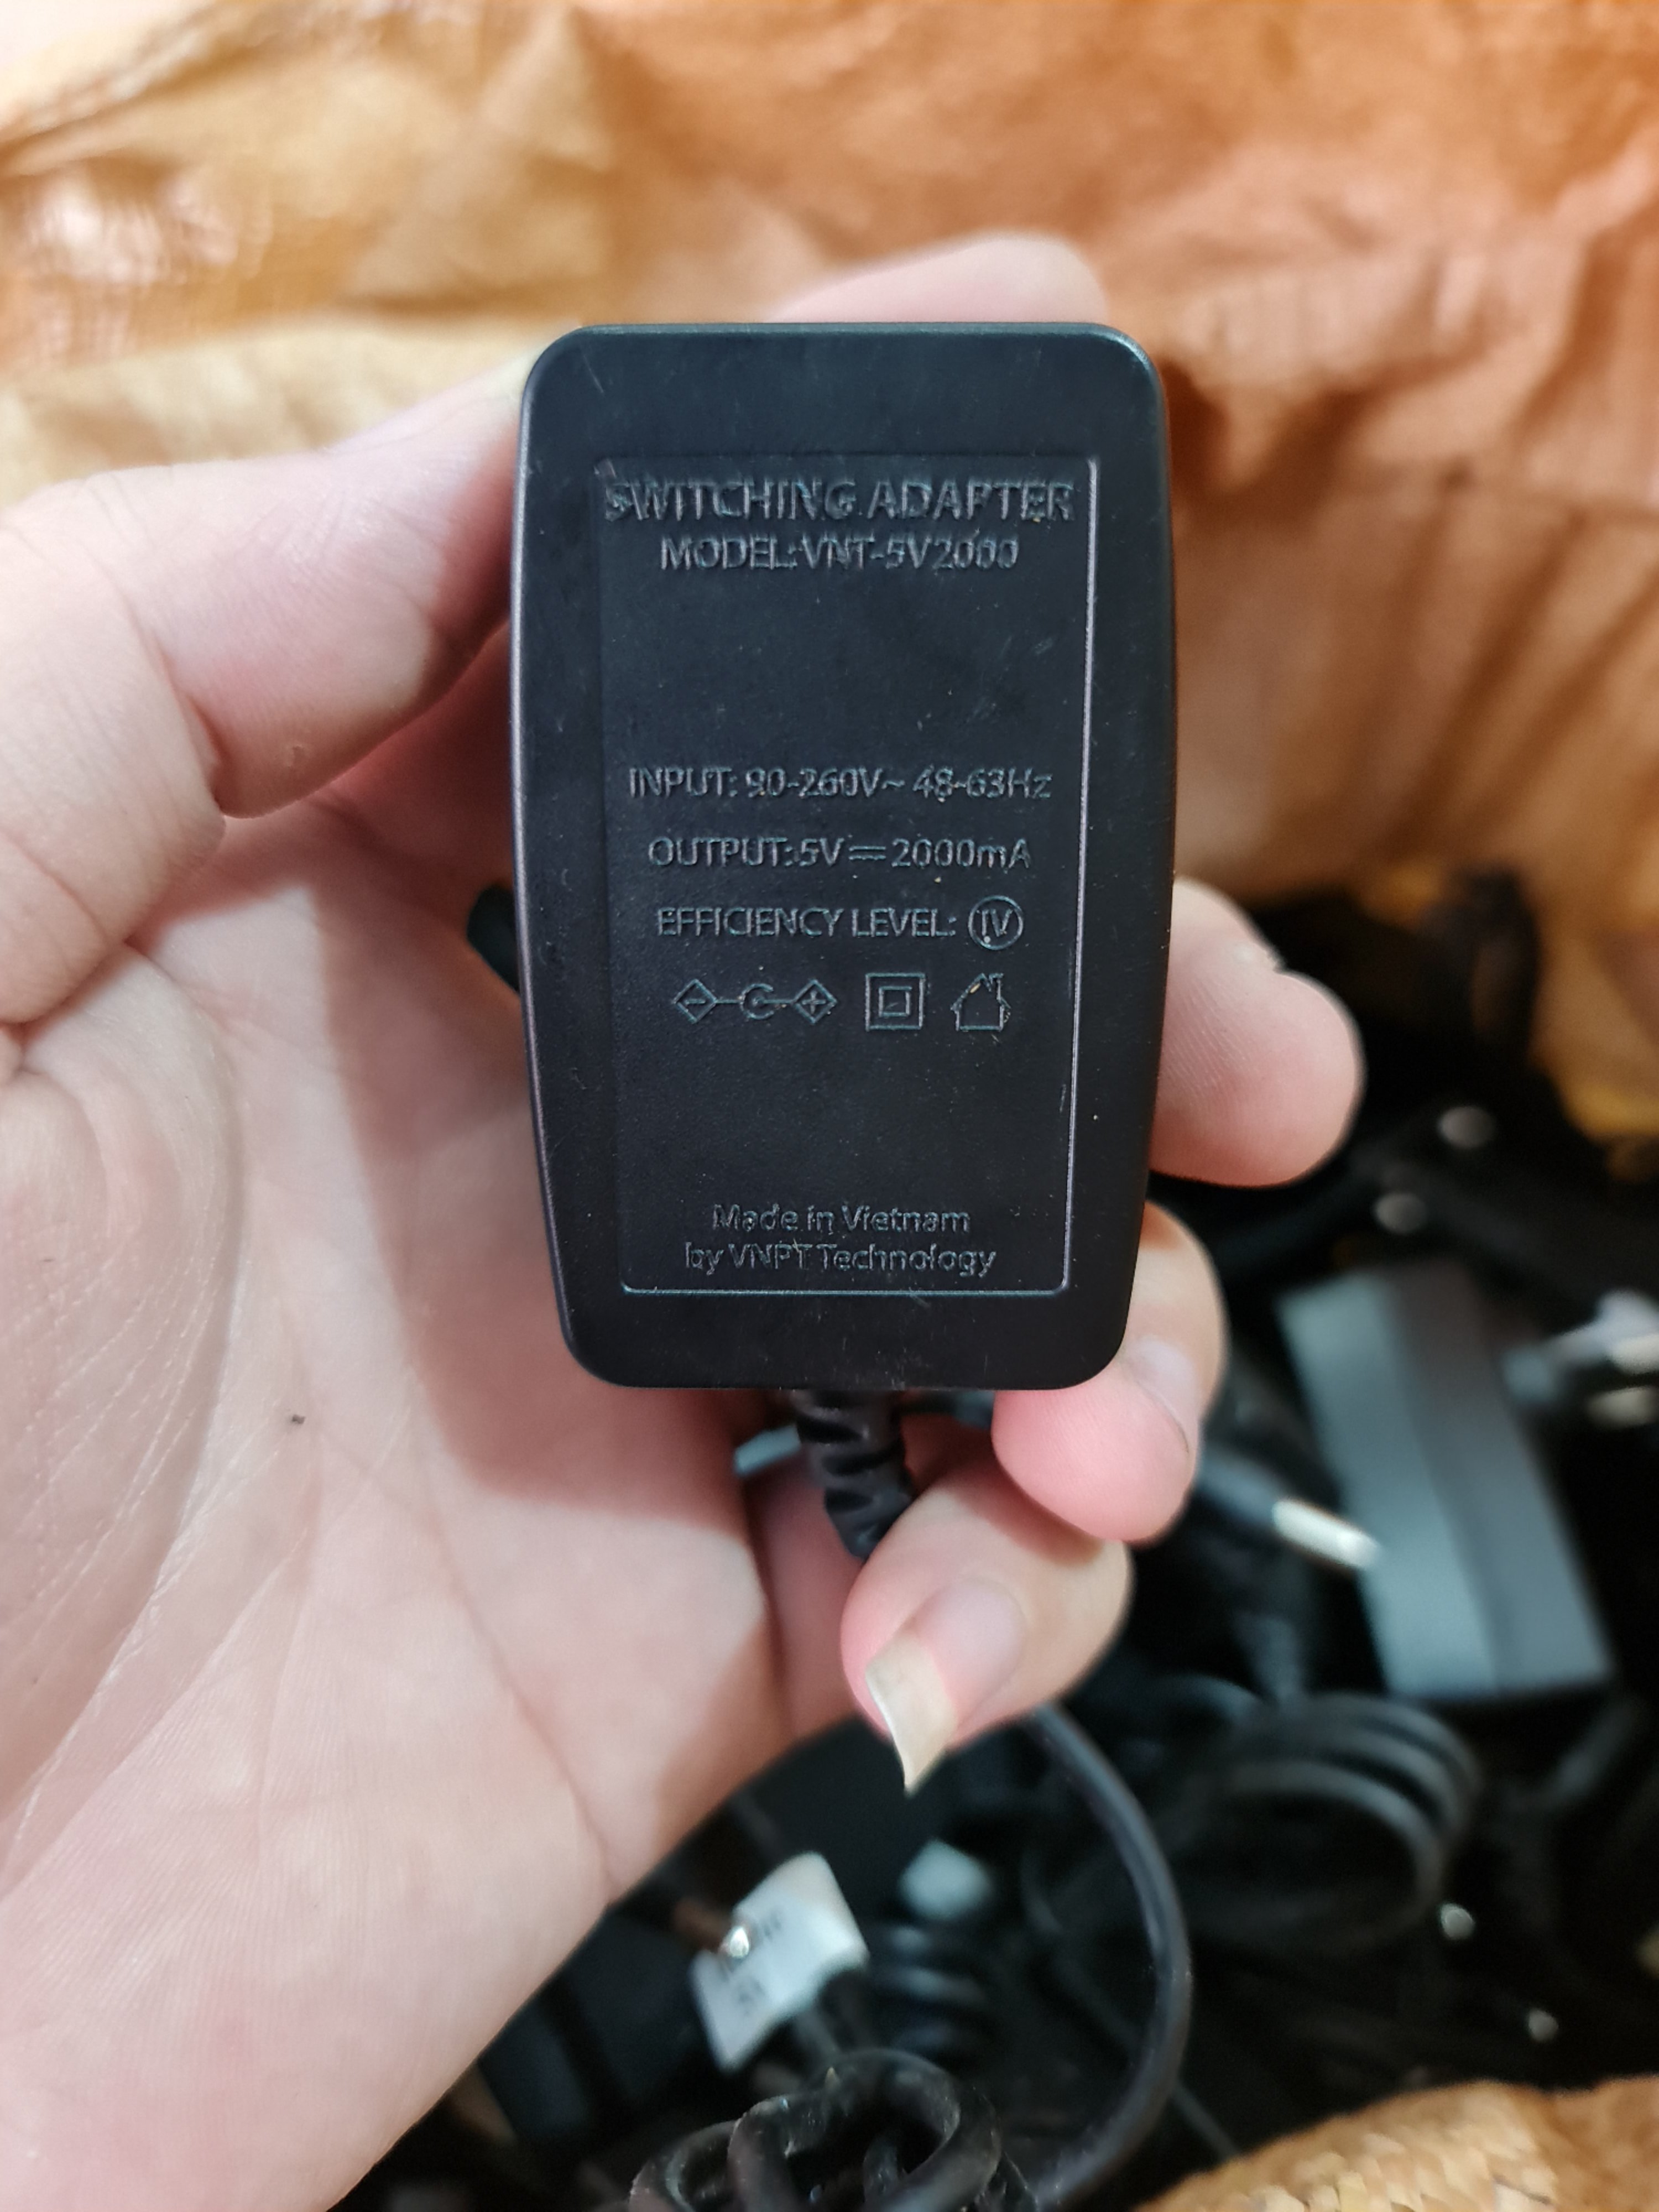 SWITCHING ADAPTER
MODEL:VNT-5V2000
INPUT: 90-260V~ 48-63Hz
OUTPUT:5V⎓2000mA
EFFICIENCY LEVEL: IV
- C +
Made in Vietnam
by VNPT Technology